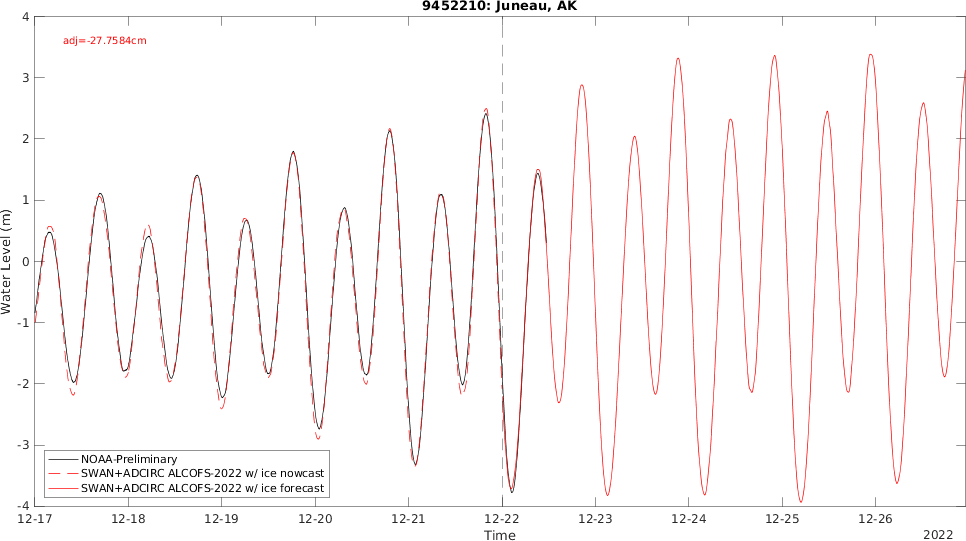 9452210: Juneau, AK
adj=-27.7584cm
4
3
2
1
0
-1
-2
-3
-4
Water Level (m)
NOAA-Preliminary
SWAN+ADCIRC ALCOFS-2022 w/ ice nowcast
SWAN+ADCIRC ALCOFS-2022 w/ ice forecast
12-17 12-18 12-19 12-20 12-21 12-22 12-23 12-24 12-25 12-26
Time
2022